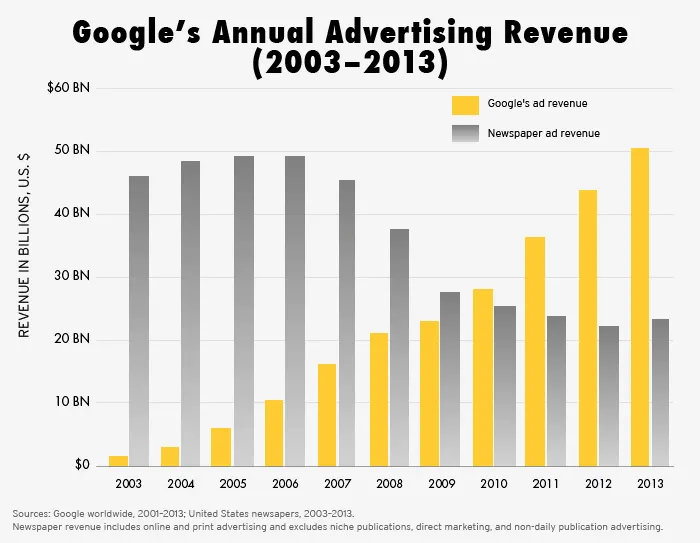 Google's Annual Advertising Revenue
(2003–2013)
$60 BN
Google's ad revenue
Newspaper ad revenue
50 BN
40 BN
30 BN
20 BN
10 BN
$0
REVENUE IN BILLIONS, U.S. $
2003 2004 2005 2006 2007 2008 2009 2010 2011 2012 2013
Sources: Google worldwide, 2001–2013; United States newsapers, 2003–2013.
Newspaper revenue includes online and print advertising and excludes niche publications, direct marketing, and non-daily publication advertising.